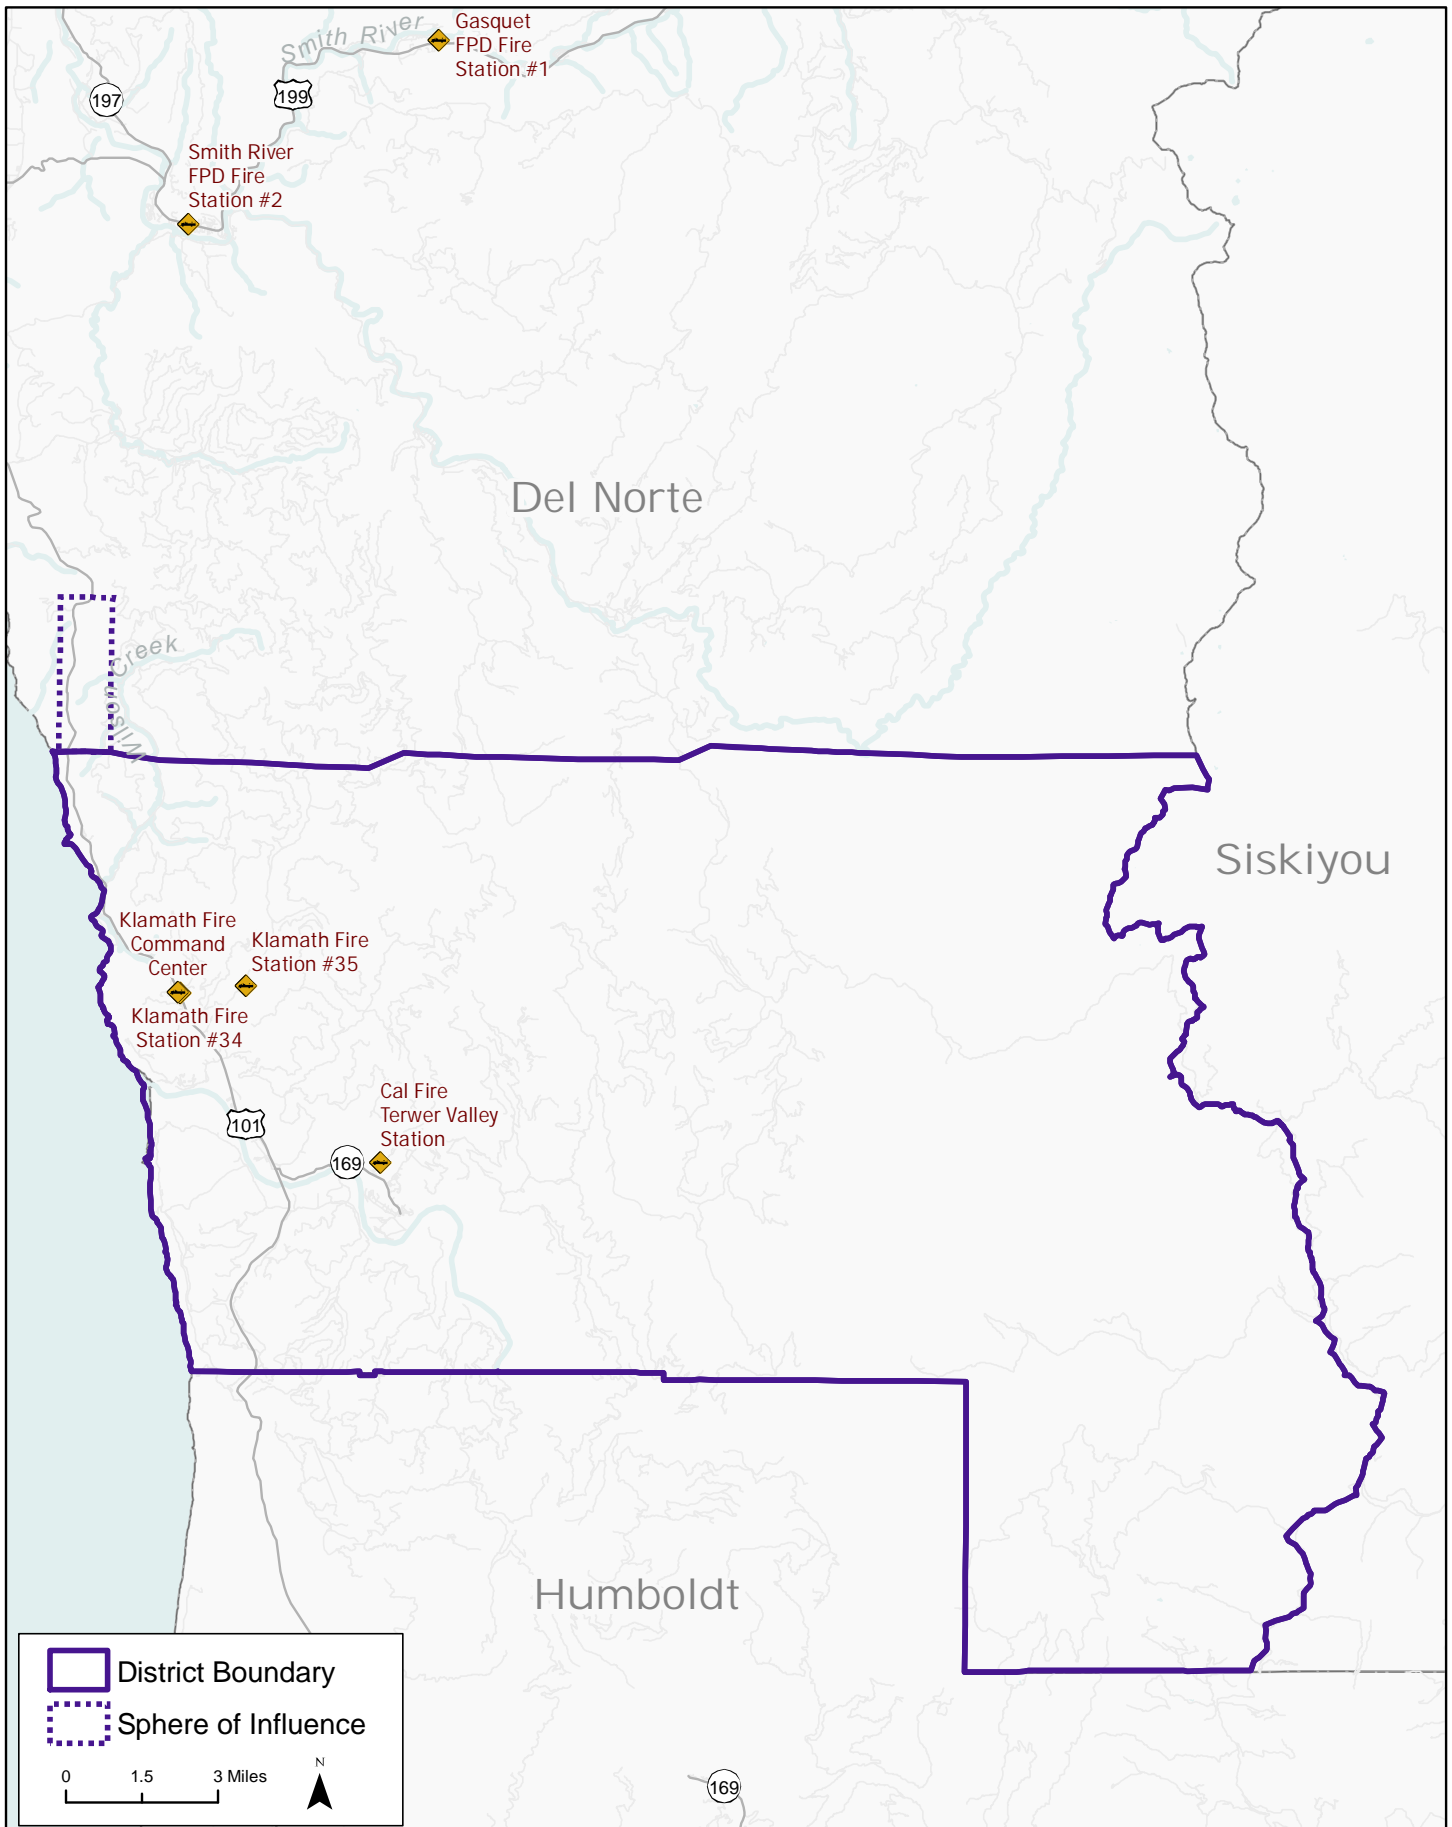 Gasquet
FPD Fire
Station #1
Smith River
199
197
Smith River
FPD Fire
Station #2
Del Norte
Wilson Creek
Siskiyou
Klamath Fire
Command
Center
Klamath Fire
Station #35
Klamath Fire
Station #34
Cal Fire
Terwer Valley
Station
101
169
Humboldt
District Boundary
Sphere of Influence
0 1.5 3 Miles
N
169